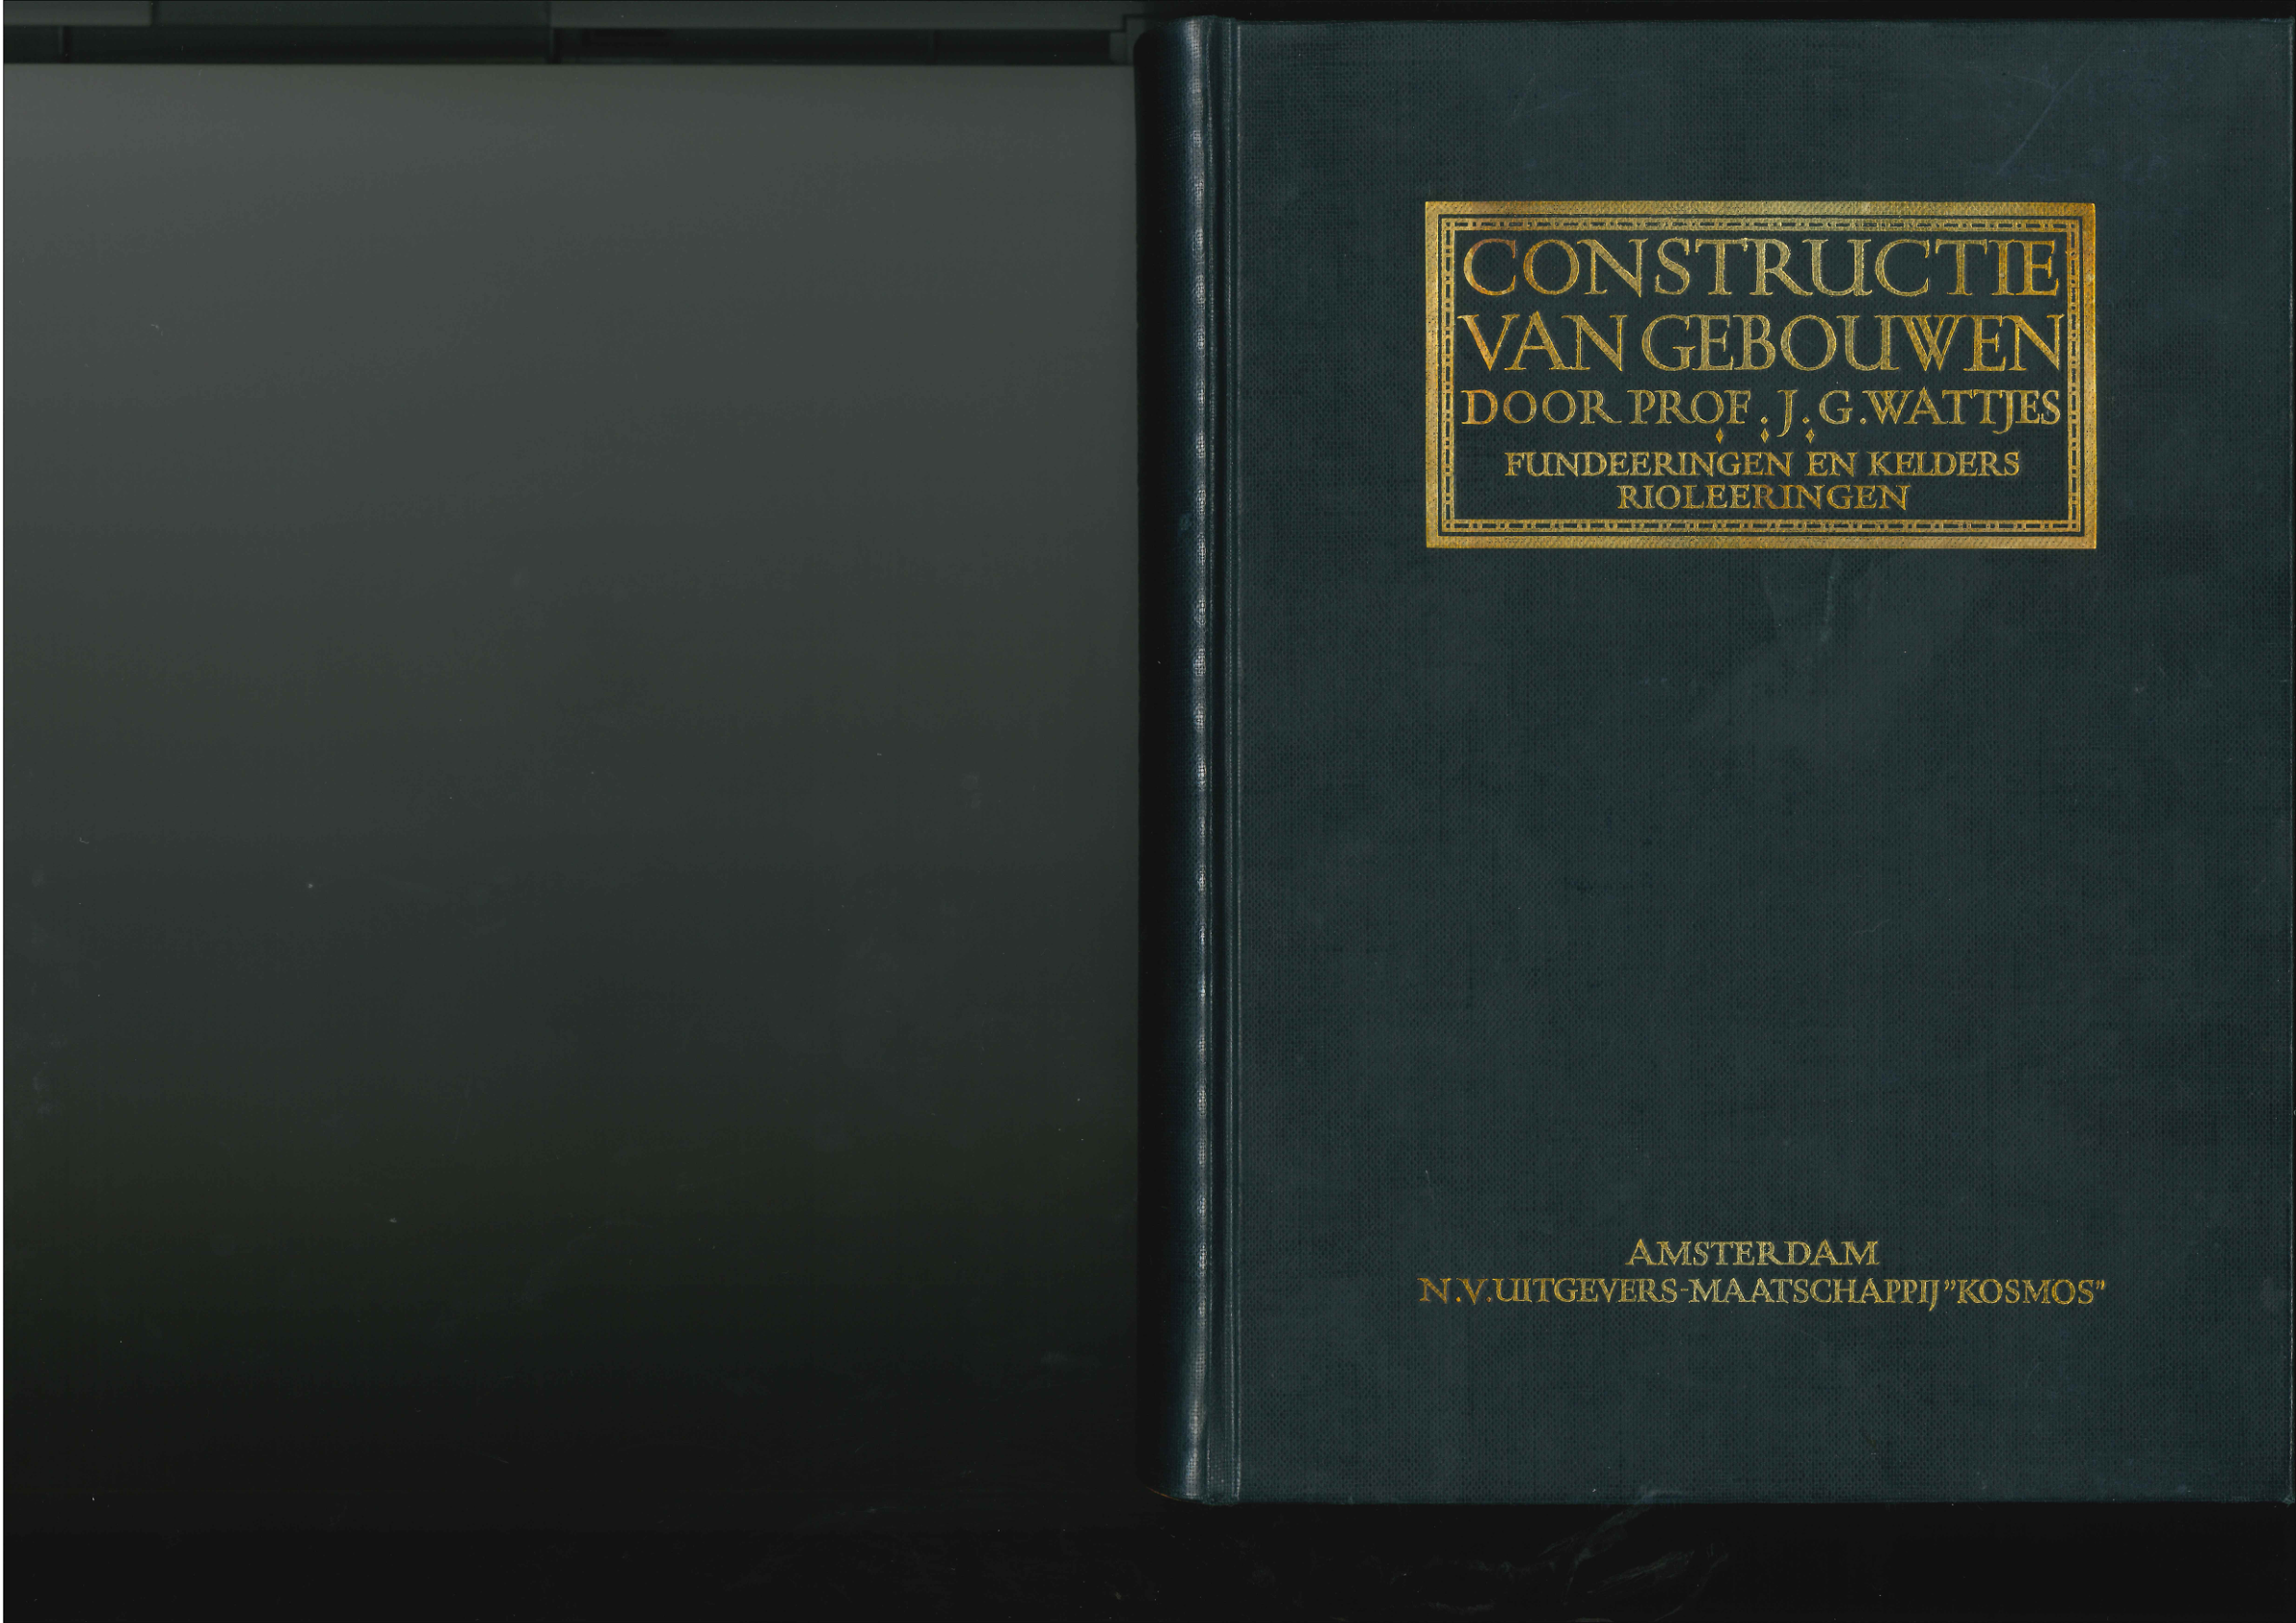 CONSTRUCTIE
VAN GEBOUWEN
DOOR PROF. J. G. WATTJES
FUNDEERINGEN EN KELDERS
RIOLEERINGEN
AMSTERDAM
N.V. UITGEVERS-MAATSCHAPPIJ "KOSMOS"